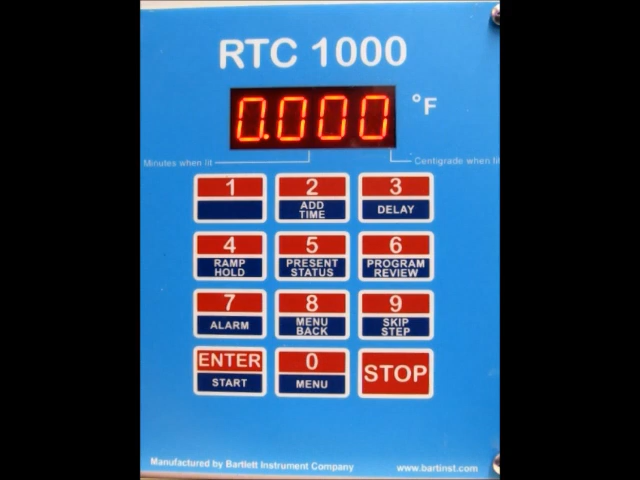 RTC 1000
0.000 °F
Minutes when lit
Centigrade when lit
1
2
ADD
TIME
3
DELAY
4
RAMP
HOLD
5
PRESENT
STATUS
6
PROGRAM
REVIEW
7
ALARM
8
MENU
BACK
9
SKIP
STEP
ENTER
START
0
MENU
STOP
Manufactured by Bartlett Instrument Company
www.bartinst.com